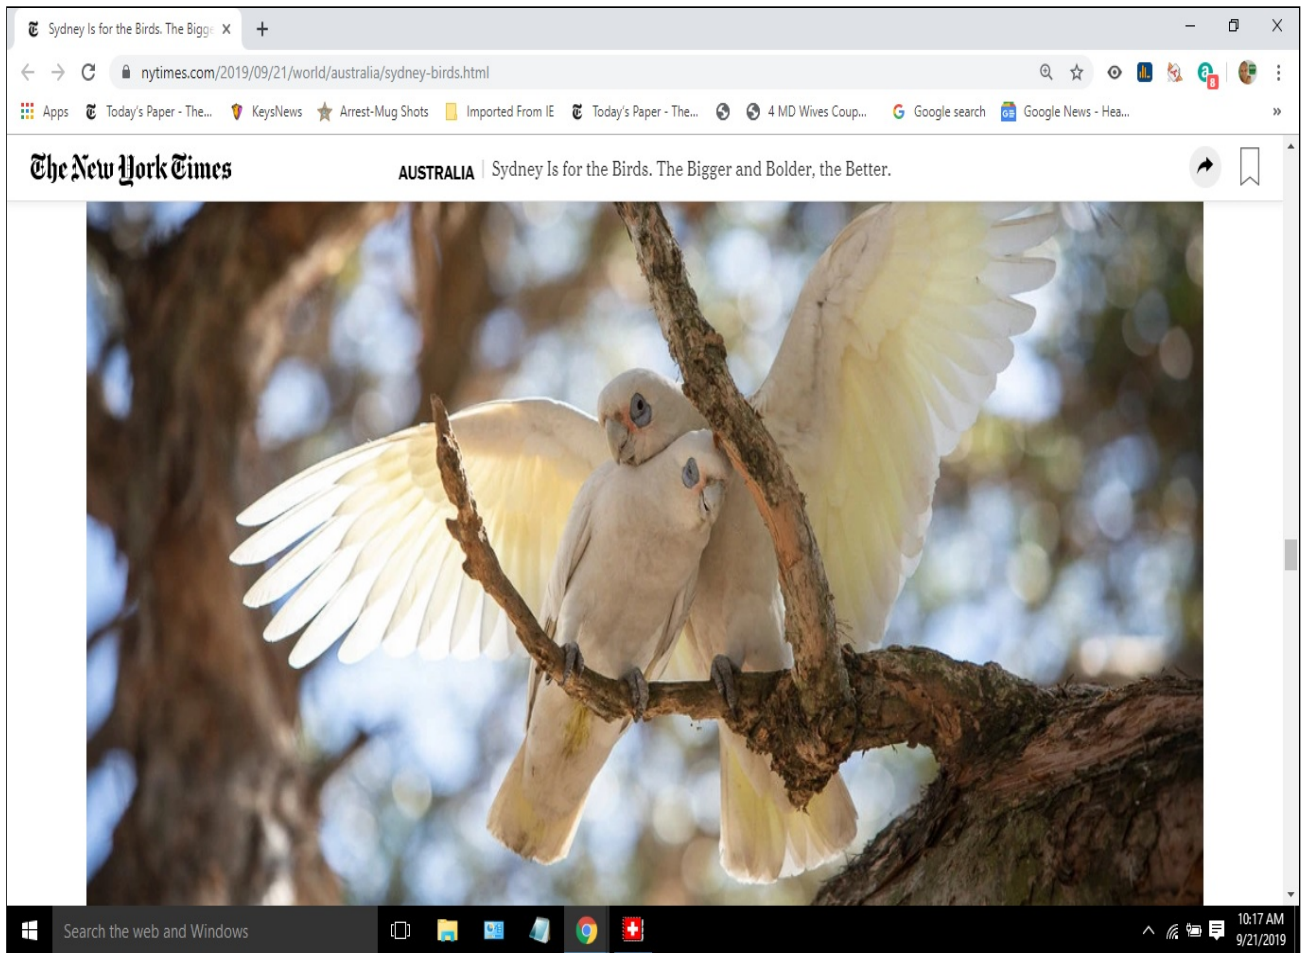 Sydney Is for the Birds. The Bigge
nytimes.com/2019/09/21/world/australia/sydney-birds.html
8
Apps Today's Paper - The... KeysNews Arrest-Mug Shots Imported From IE Today's Paper - The... 4 MD Wives Coup... Google search Google News - Hea...
The New York Times AUSTRALIA Sydney Is for the Birds. The Bigger and Bolder, the Better.
Search the web and Windows
10:17 AM
9/21/2019